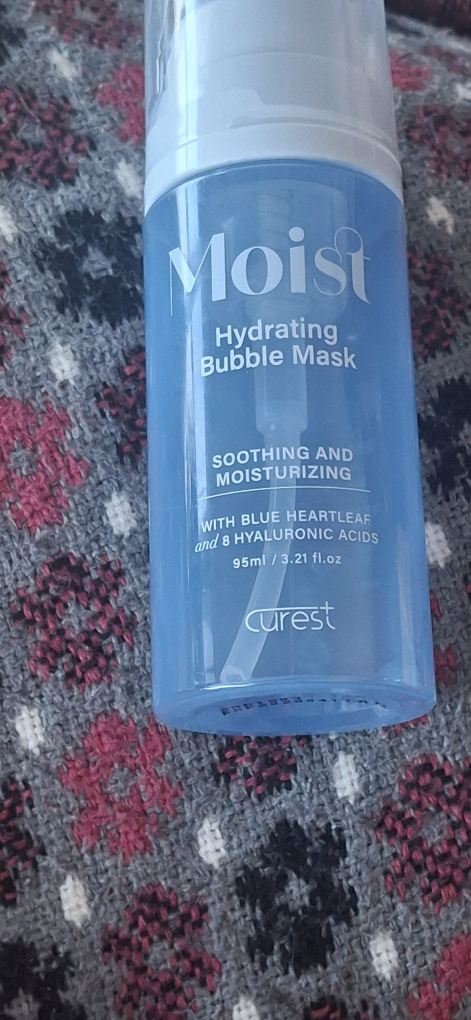 Moist
Hydrating
Bubble Mask
SOOTHING AND
MOISTURIZING
WITH BLUE HEARTLEAF
and 8 HYALURONIC ACIDS
95ml / 3.21 fl.oz
curest